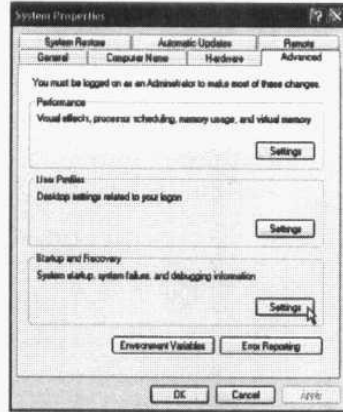 System Properties
System Restore Automatic Updates Remote
General Computer Name Hardware Advanced
You must be logged on as an Administrator to make most of these changes.
Performance
Visual effects, processor scheduling, memory usage, and virtual memory
Settings
User Profiles
Desktop settings related to your logon
Settings
Startup and Recovery
System startup, system failure, and debugging information
Settings
Environment Variables Error Reporting
OK Cancel Apply